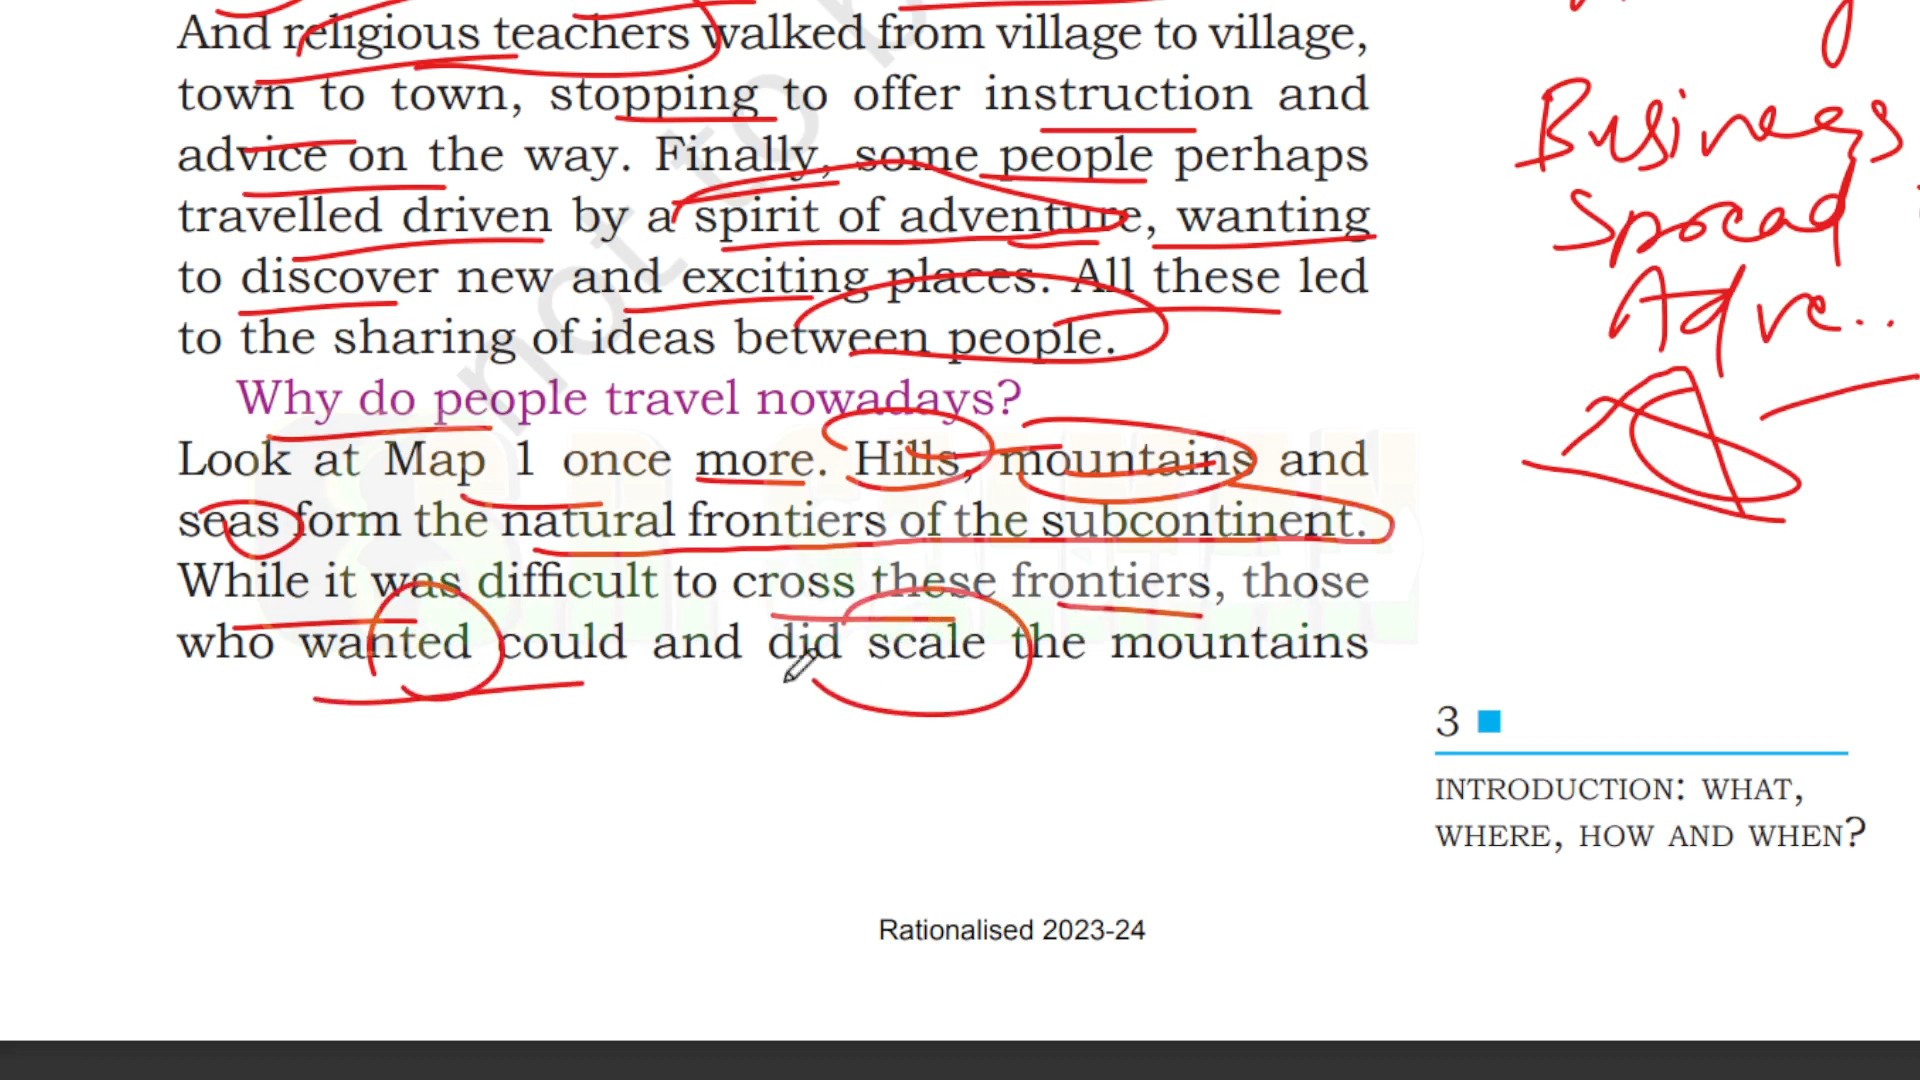 And religious teachers walked from village to village,
town to town, stopping to offer instruction and
advice on the way. Finally, some people perhaps
travelled driven by a spirit of adventure, wanting
to discover new and exciting places. All these led
to the sharing of ideas between people.
Why do people travel nowadays?
Look at Map 1 once more. Hills, mountains and
seas form the natural frontiers of the subcontinent.
While it was difficult to cross these frontiers, those
who wanted could and did scale the mountains
Business
Spread
Adve..
3
INTRODUCTION: WHAT,
WHERE, HOW AND WHEN?
Rationalised 2023-24
not to